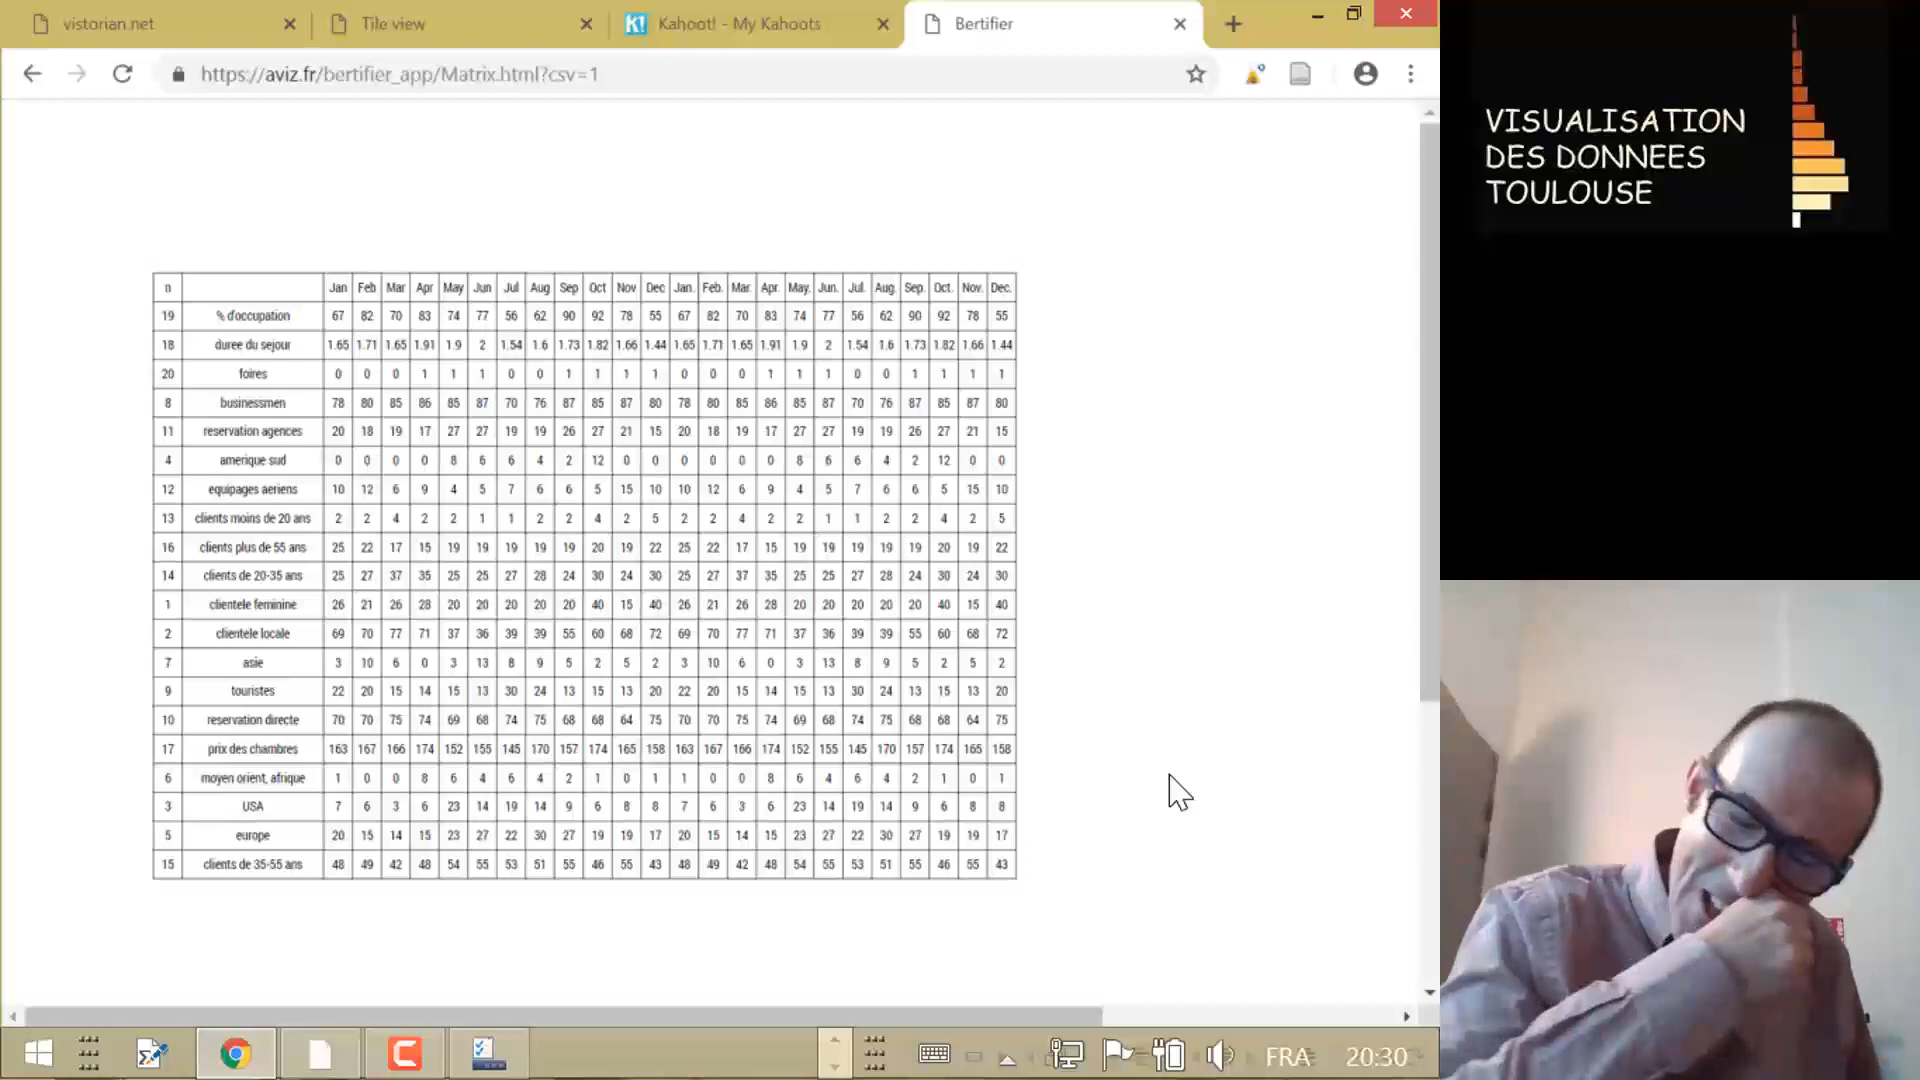 vistorian.net
Tile view
K! Kahoot! - My Kahoots
Bertifier
https://aviz.fr/bertifier_app/Matrix.html?csv=1
VISUALISATION
DES DONNEES
TOULOUSE
n Jan Feb Mar Apr May Jun Jul Aug Sep Oct Nov Dec Jan. Feb. Mar. Apr. May. Jun. Jul. Aug. Sep. Oct. Nov. Dec.
19 % d'occupation 67 82 70 83 74 77 56 62 90 92 78 55 67 82 70 83 74 77 56 62 90 92 78 55
18 duree du sejour 1.65 1.71 1.65 1.91 1.9 2 1.54 1.6 1.73 1.82 1.66 1.44 1.65 1.71 1.65 1.91 1.9 2 1.54 1.6 1.73 1.82 1.66 1.44
20 foires 0 0 0 1 1 1 0 0 1 1 1 1 0 0 0 1 1 1 0 0 1 1 1 1
8 businessmen 78 80 85 86 85 87 70 76 87 85 87 80 78 80 85 86 85 87 70 76 87 85 87 80
11 reservation agences 20 18 19 17 27 27 19 19 26 27 21 15 20 18 19 17 27 27 19 19 26 27 21 15
4 amerique sud 0 0 0 0 8 6 6 4 2 12 0 0 0 0 0 0 8 6 6 4 2 12 0 0
12 equipages aeriens 10 12 6 9 4 5 7 6 6 5 15 10 10 12 6 9 4 5 7 6 6 5 15 10
13 clients moins de 20 ans 2 2 4 2 2 1 1 2 2 4 2 5 2 2 4 2 2 1 1 2 2 4 2 5
16 clients plus de 55 ans 25 22 17 15 19 19 19 19 19 20 19 22 25 22 17 15 19 19 19 19 19 20 19 22
14 clients de 20-35 ans 25 27 37 35 25 25 27 28 24 30 24 30 25 27 37 35 25 25 27 28 24 30 24 30
1 clientele feminine 26 21 26 28 20 20 20 20 20 40 15 40 26 21 26 28 20 20 20 20 20 40 15 40
2 clientele locale 69 70 77 71 37 36 39 39 55 60 68 72 69 70 77 71 37 36 39 39 55 60 68 72
7 asie 3 10 6 0 3 13 8 9 5 2 5 2 3 10 6 0 3 13 8 9 5 2 5 2
9 touristes 22 20 15 14 15 13 30 24 13 15 13 20 22 20 15 14 15 13 30 24 13 15 13 20
10 reservation directe 70 70 75 74 69 68 74 75 68 68 64 75 70 70 75 74 69 68 74 75 68 68 64 75
17 prix des chambres 163 167 166 174 152 155 145 170 157 174 165 158 163 167 166 174 152 155 145 170 157 174 165 158
6 moyen orient, afrique 1 0 0 8 6 4 6 4 2 1 0 1 1 0 0 8 6 4 6 4 2 1 0 1
3 USA 7 6 3 6 23 14 19 14 9 6 8 8 7 6 3 6 23 14 19 14 9 6 8 8
5 europe 20 15 14 15 23 27 22 30 27 19 19 17 20 15 14 15 23 27 22 30 27 19 19 17
15 clients de 35-55 ans 48 49 42 48 54 55 53 51 55 46 55 43 48 49 42 48 54 55 53 51 55 46 55 43
FRA 20:30